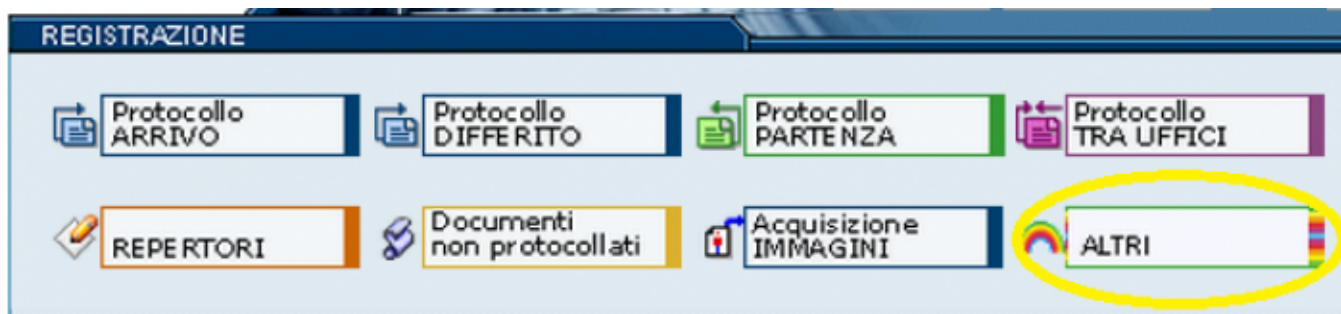 REGISTRAZIONE
Protocollo
ARRIVO
Protocollo
DIFFERITO
Protocollo
PARTENZA
Protocollo
TRA UFFICI
REPERTORI
Documenti
non protocollati
Acquisizione
IMMAGINI
ALTRI